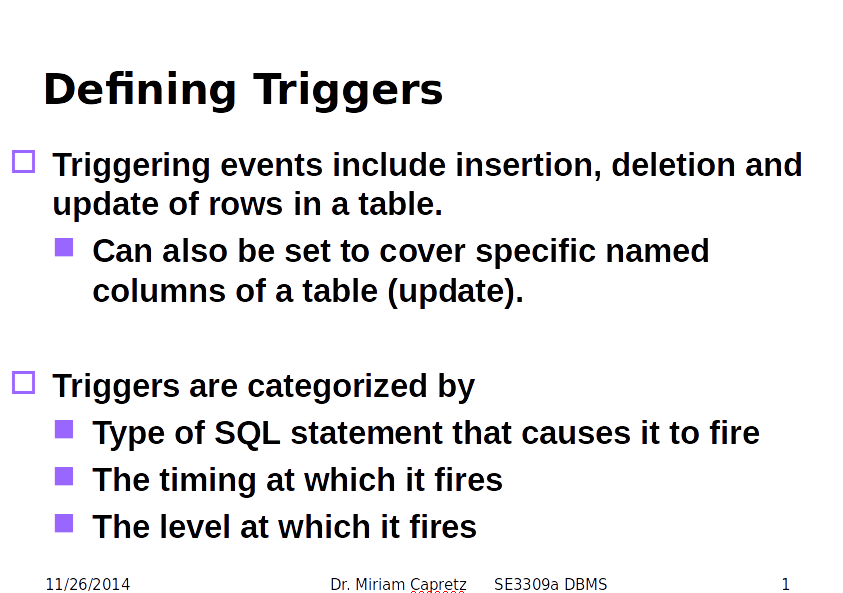 Defining Triggers
Triggering events include insertion, deletion and
update of rows in a table.
Can also be set to cover specific named
columns of a table (update).
Triggers are categorized by
Type of SQL statement that causes it to fire
The timing at which it fires
The level at which it fires
11/26/2014 Dr. Miriam Capretz SE3309a DBMS 1